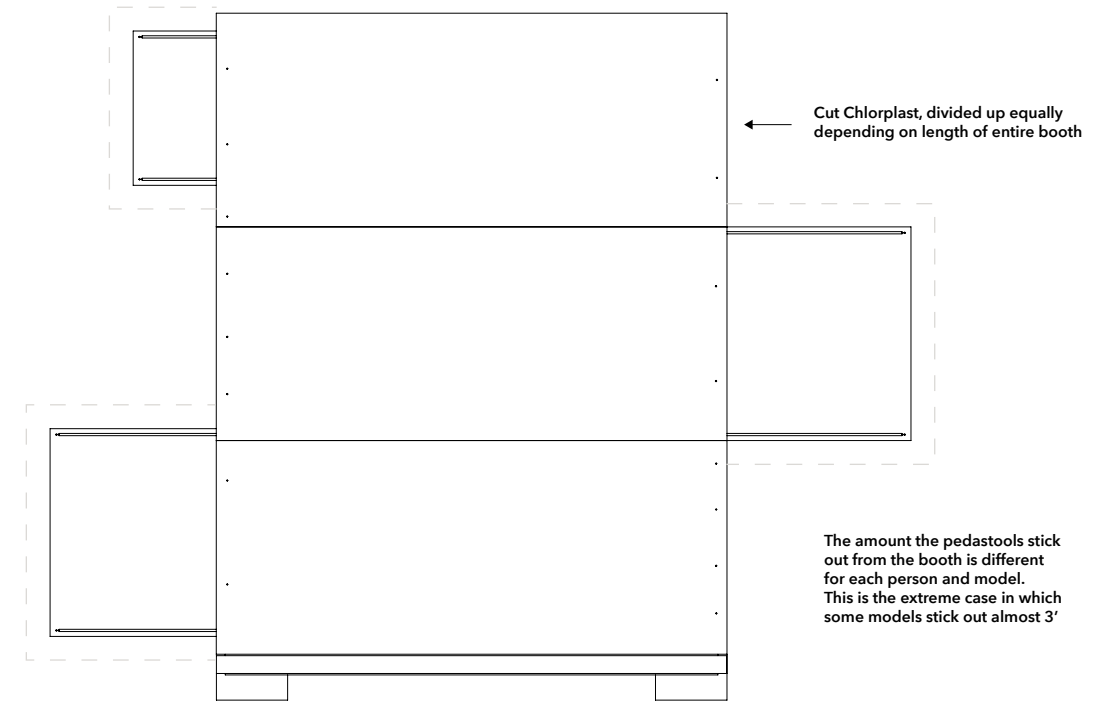 Cut Chlorplast, divided up equally
depending on length of entire booth
The amount the pedastools stick
out from the booth is different
for each person and model.
This is the extreme case in which
some models stick out almost 3’